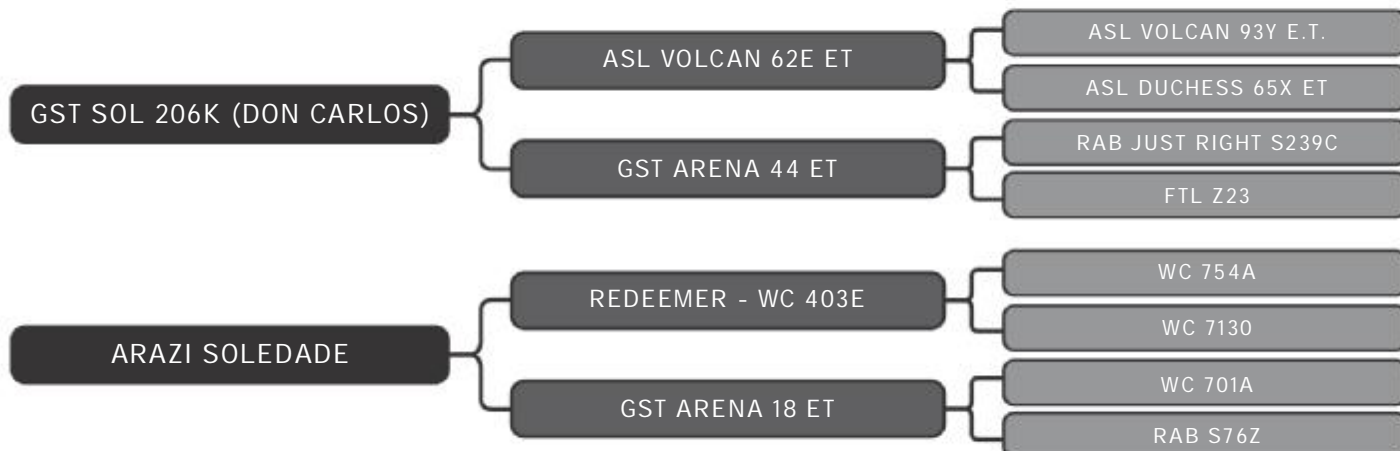 GST SOL 206K (DON CARLOS)
ASL VOLCAN 62E ET
ASL VOLCAN 93Y E.T.
ASL DUCHESS 65X ET
GST ARENA 44 ET
RAB JUST RIGHT S239C
FTL Z23
ARAZI SOLEDADE
REDEEMER - WC 403E
WC 754A
WC 7130
GST ARENA 18 ET
WC 701A
RAB S76Z